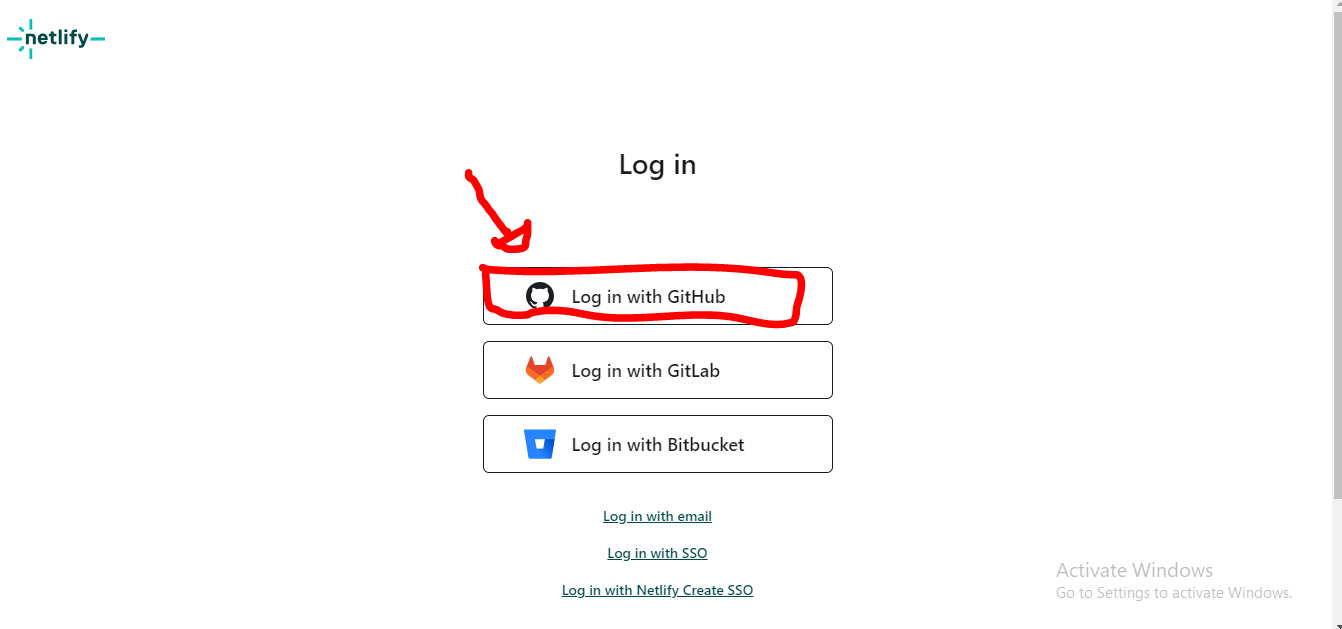 netlify
Log in
Log in with GitHub
Log in with GitLab
Log in with Bitbucket
Log in with email
Log in with SSO
Log in with Netlify Create SSO
Activate Windows
Go to Settings to activate Windows.